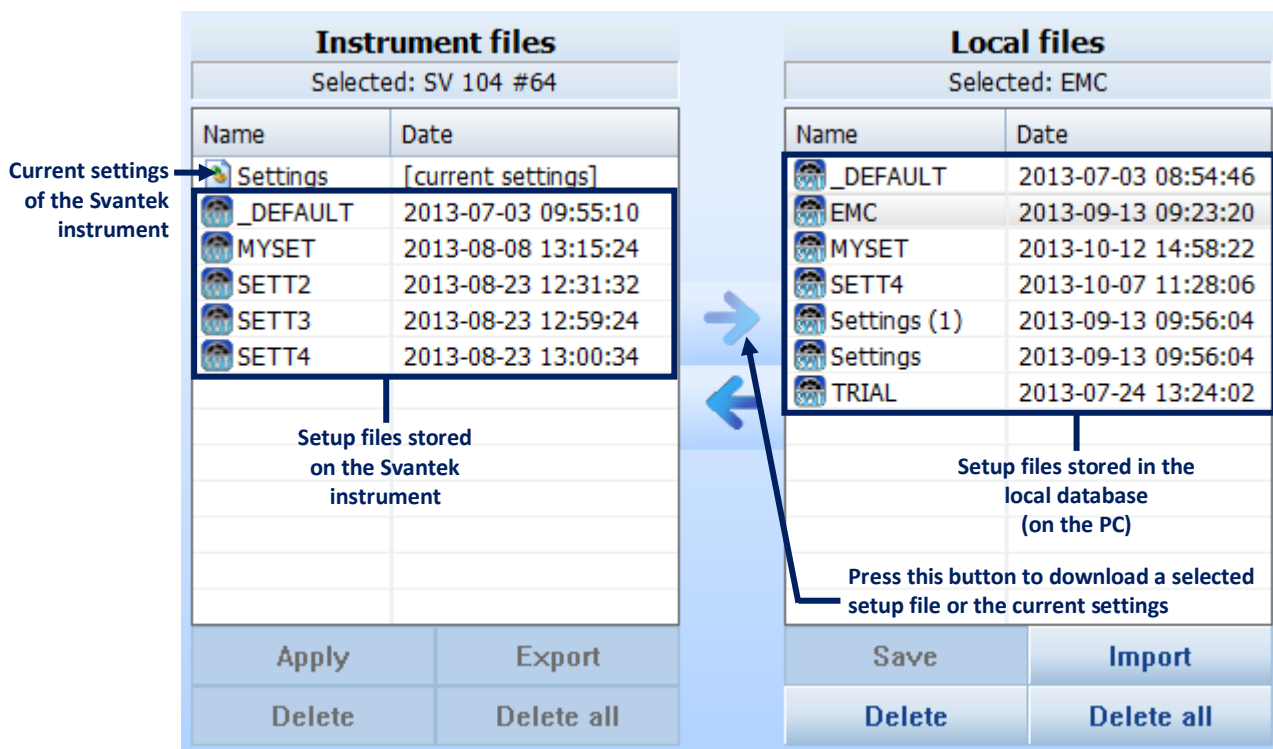 Instrument files
Selected: SV 104 #64
Name Date
Settings [current settings]
_DEFAULT 2013-07-03 09:55:10
MYSET 2013-08-08 13:15:24
SETT2 2013-08-23 12:31:32
SETT3 2013-08-23 12:59:24
SETT4 2013-08-23 13:00:34
Current settings
of the Svantek
instrument
Setup files stored
on the Svantek
instrument
Apply Export
Delete Delete all
Local files
Selected: EMC
Name Date
_DEFAULT 2013-07-03 08:54:46
EMC 2013-09-13 09:23:20
MYSET 2013-10-12 14:58:22
SETT4 2013-10-07 11:28:06
Settings (1) 2013-09-13 09:56:04
Settings 2013-09-13 09:56:04
TRIAL 2013-07-24 13:24:02
Setup files stored in the
local database
(on the PC)
Press this button to download a selected
setup file or the current settings
Save Import
Delete Delete all